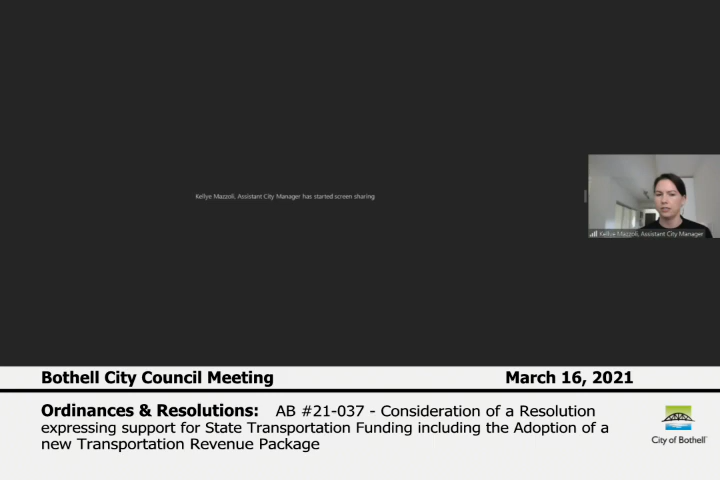 Kellye Mazzoli, Assistant City Manager has started screen sharing
Kellye Mazzoli, Assistant City Manager
Bothell City Council Meeting March 16, 2021
Ordinances & Resolutions: AB #21-037 - Consideration of a Resolution
expressing support for State Transportation Funding including the Adoption of a
new Transportation Revenue Package
City of Bothell